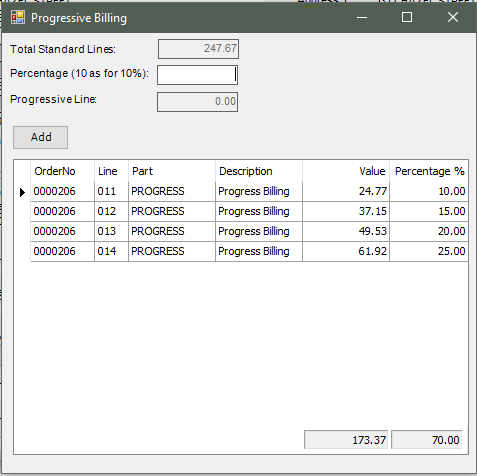 Progressive Billing
Total Standard Lines: 247.67
Percentage (10 as for 10%):
Progressive Line: 0.00
Add
OrderNo Line Part Description Value Percentage %
0000206 011 PROGRESS Progress Billing 24.77 10.00
0000206 012 PROGRESS Progress Billing 37.15 15.00
0000206 013 PROGRESS Progress Billing 49.53 20.00
0000206 014 PROGRESS Progress Billing 61.92 25.00
173.37 70.00